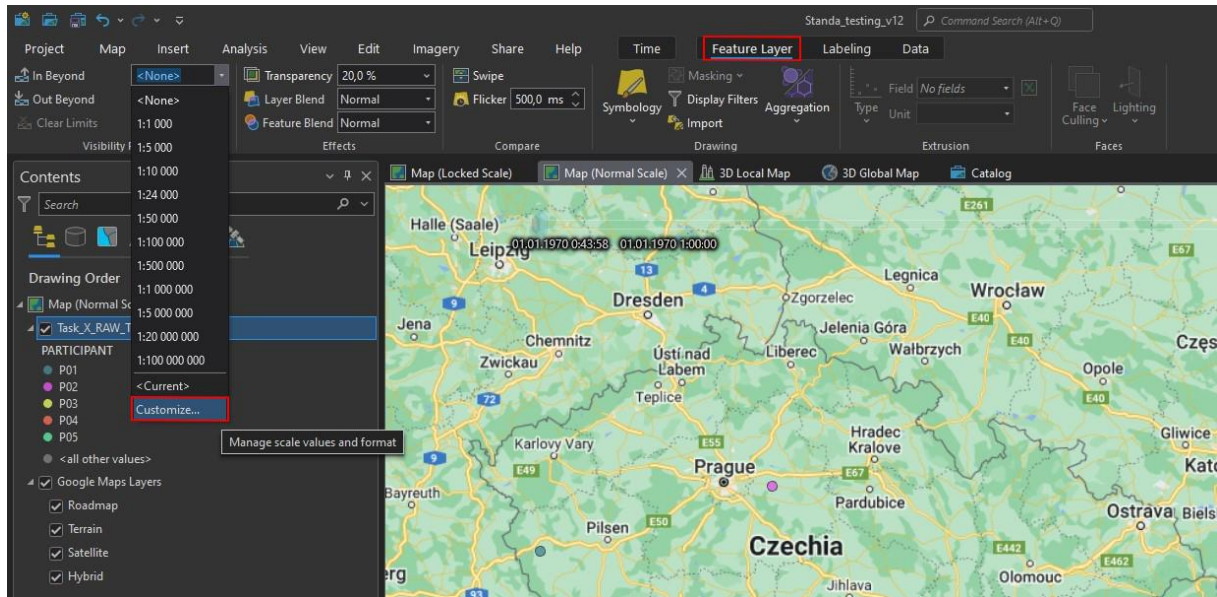 Standa_testing_v12 Command Search (Alt+Q)
Project Map Insert Analysis View Edit Imagery Share Help Time Feature Layer Labeling Data
In Beyond
Out Beyond
Clear Limits
<None>
<None>
1:1 000
1:5 000
1:10 000
1:24 000
1:50 000
1:100 000
1:500 000
1:1 000 000
1:5 000 000
1:20 000 000
1:100 000 000
<Current>
Customize...
Manage scale values and format
Visibility
Transparency 20,0 %
Layer Blend Normal
Feature Blend Normal
Effects
Swipe
Flicker 500,0 ms
Compare
Symbology
Masking
Display Filters
Import
Aggregation
Drawing
Type
Field No fields
Unit
Extrusion
Face Culling
Lighting
Faces
Contents
Search
Drawing Order
Map (Normal Sc
Task_X_RAW_T
PARTICIPANT
P01
P02
P03
P04
P05
<all other values>
Google Maps Layers
Roadmap
Terrain
Satellite
Hybrid
Map (Locked Scale) Map (Normal Scale) 3D Local Map 3D Global Map Catalog
E261
Halle (Saale)
Leipzig
01.01.1970 0:43:58 01.01.1970 1:00:00
E67
13
Legnica
4
Dresden
Zgorzelec
Wrocław
9
E40
Jena
Jelenia Góra
Chemnitz
E40
Częs
Zwickau
Ústí nad Labem
Liberec
Wałbrzych
Opole
Teplice
72
E40
Hradec Kralove
Gliwice
Karlovy Vary
E55
9
E49
Prague
E67
Kato
Bayreuth
Pardubice
Ostrava
Biels
Pilsen
E50
Czechia
E442
E462
erg
Olomouc
Jihlava
93